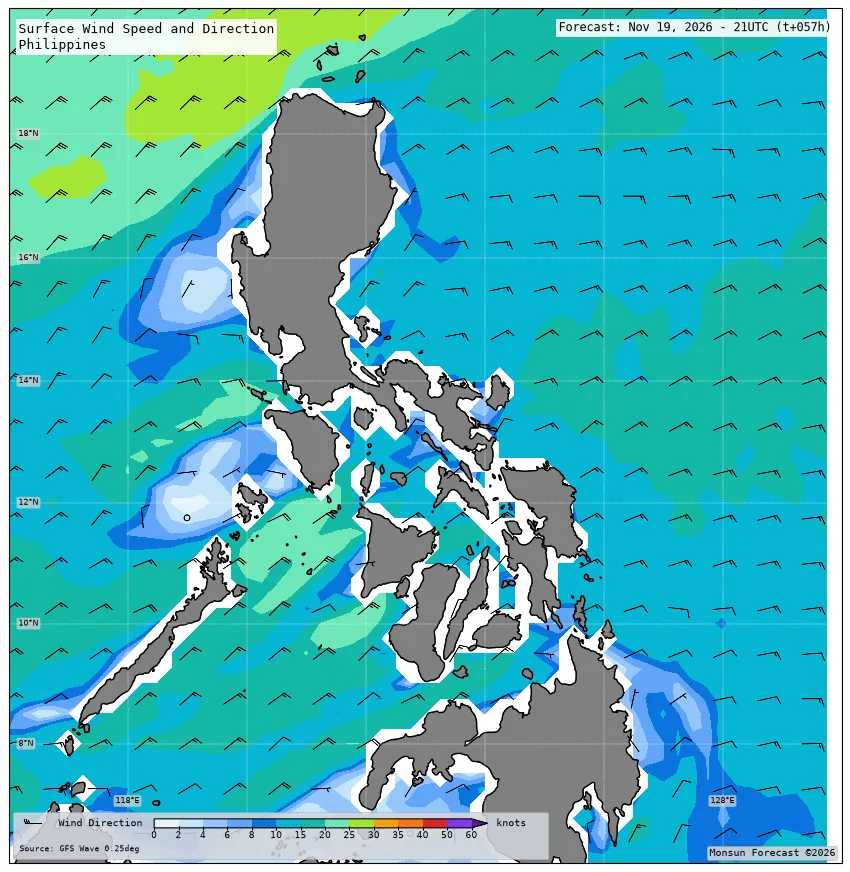 Surface Wind Speed and Direction
Philippines
Forecast: Nov 19, 2026 - 21UTC (t+057h)
18°N
16°N
14°N
12°N
10°N
8°N
118°E
128°E
Wind Direction
0 2 4 6 8 10 15 20 25 30 35 40 50 60
knots
Source: GFS Wave 0.25deg
Monsun Forecast ©2026